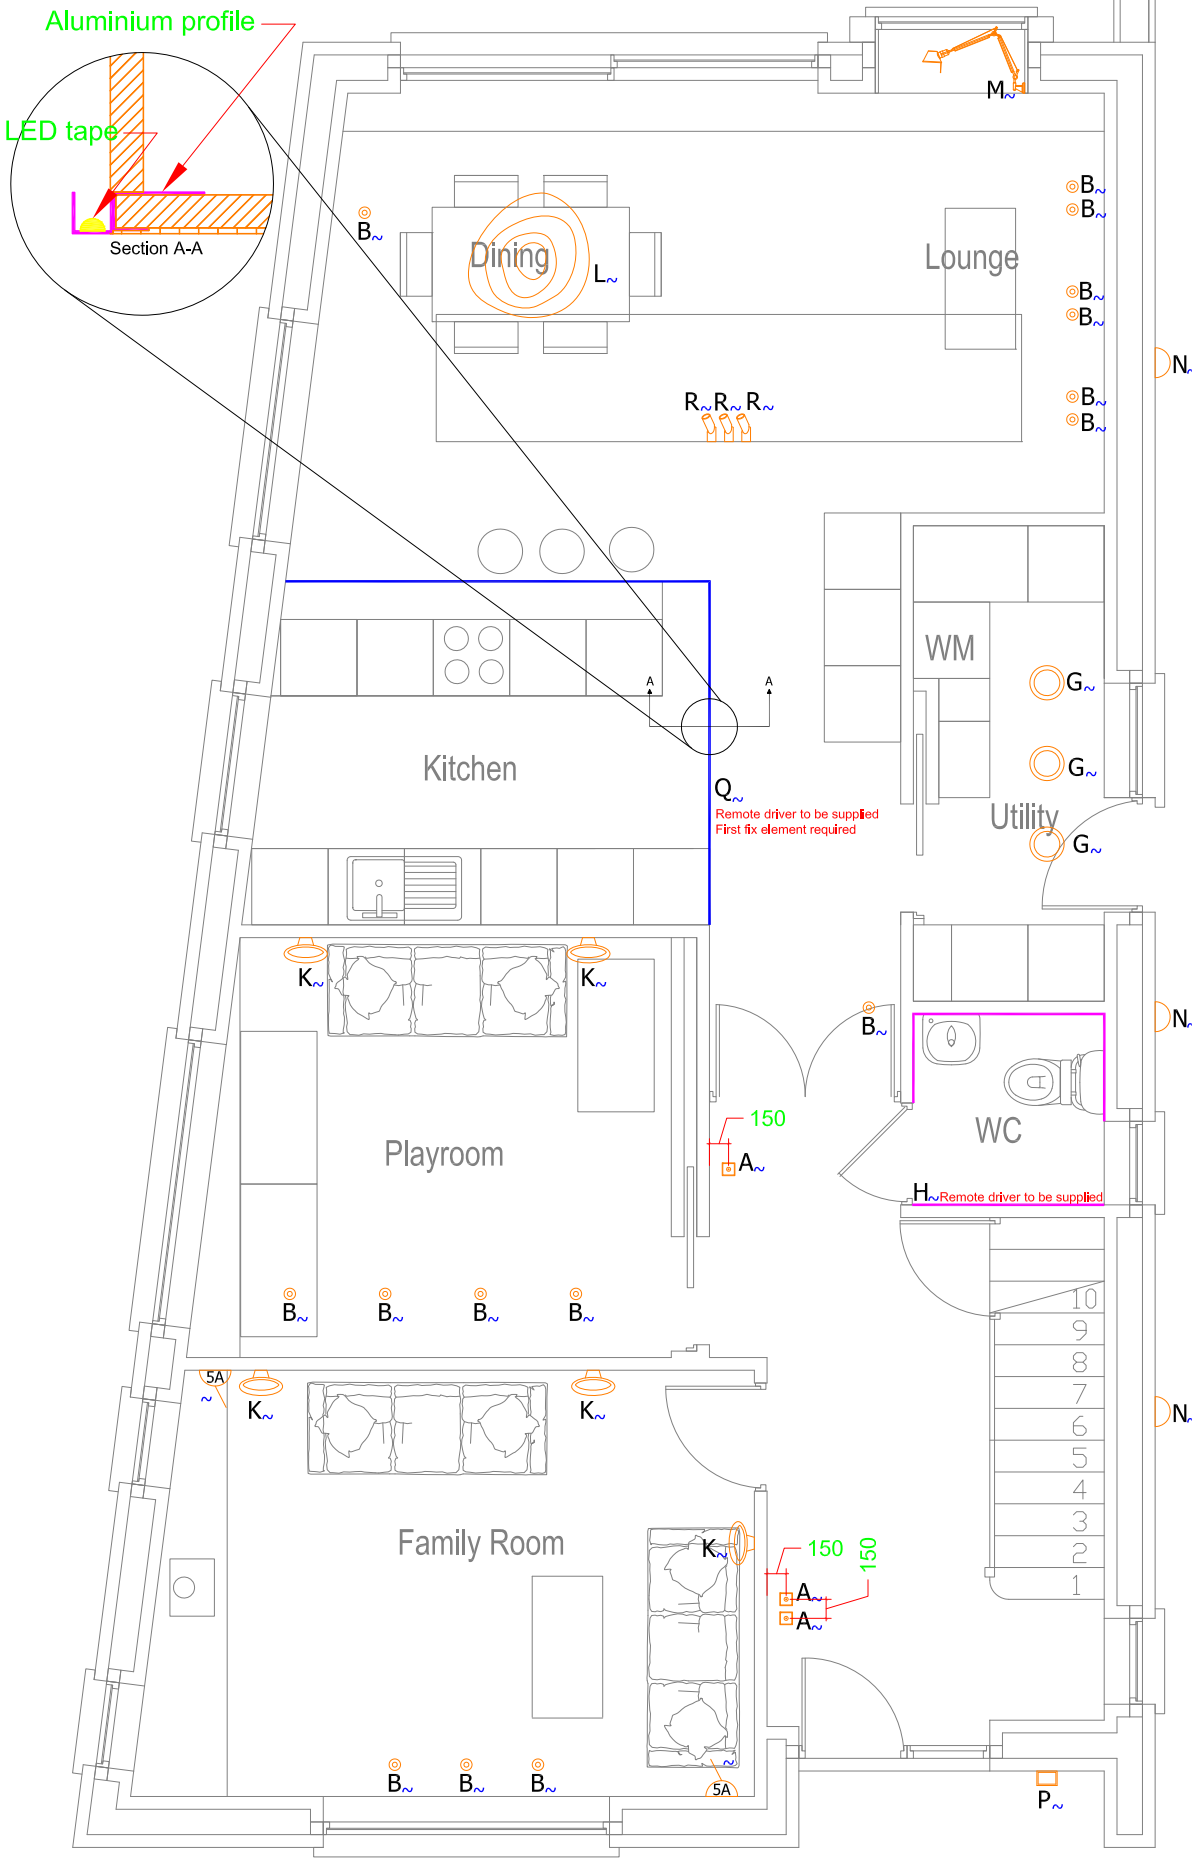 Aluminium profile
LED tape
Section A-A
M~
B~
B~
B~
Dining
L~
Lounge
B~
B~
N~
R~ R~ R~
B~
B~
WM
G~
A A
Kitchen
G~
Q~
Remote driver to be supplied
First fix element required
Utility
G~
K~ K~
B~
N~
150
WC
Playroom
A~
H~ Remote driver to be supplied
B~ B~ B~ B~
10
9
8
5A
~
K~ K~
7
N~
6
5
4
Family Room
3
K~
150
150
2
1
A~
A~
~
B~ B~ B~
5A
P~